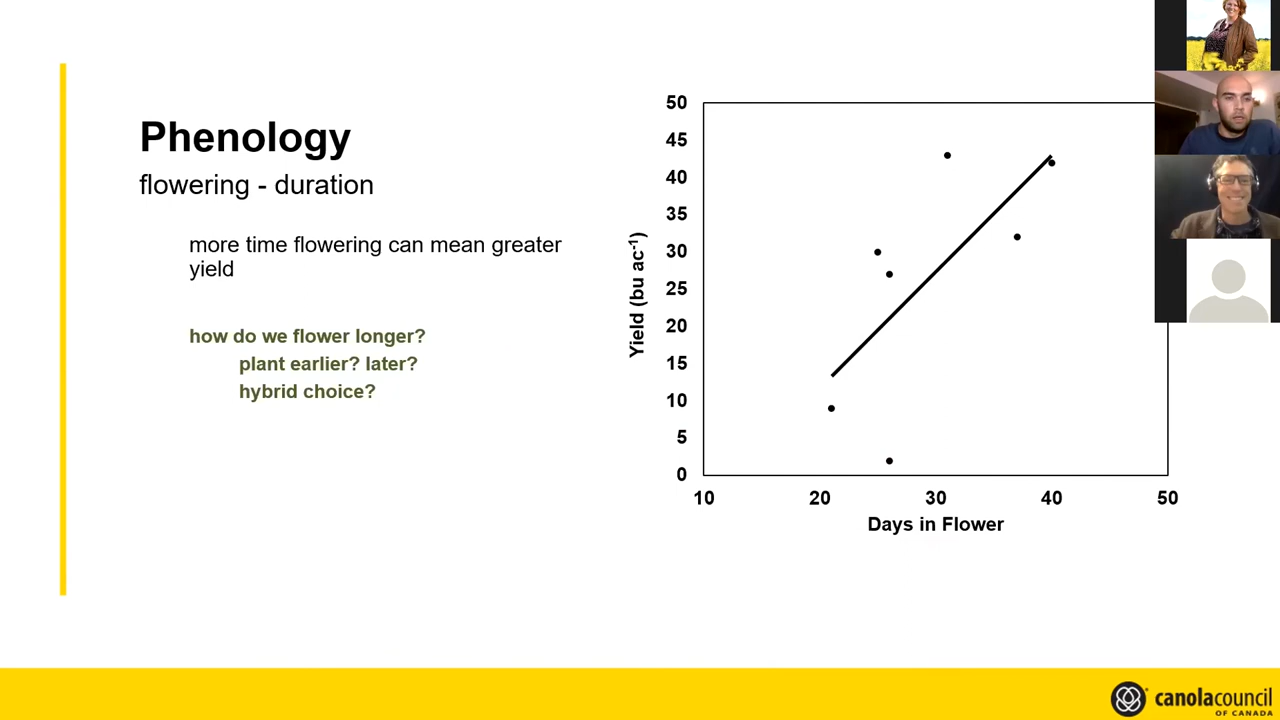 Phenology
flowering - duration
more time flowering can mean greater
yield
how do we flower longer?
plant earlier? later?
hybrid choice?
50
45
40
35
30
25
20
15
10
5
0
Yield (bu ac-1)
10 20 30 40 50
Days in Flower
canolacouncil
OF CANADA